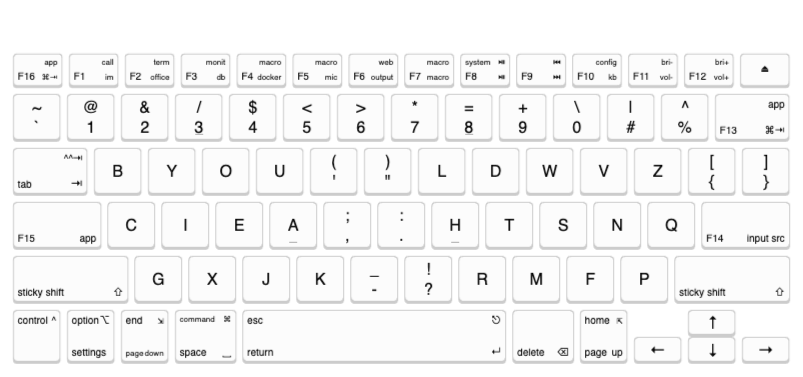 app call term monit macro macro web macro system ⏯ ⏮ config bri- bri+
F16 ⌘⇥ F1 im F2 office F3 db F4 docker F5 mic F6 output F7 macro F8 ⏯ F9 ⏭ F10 kb F11 vol- F12 vol+ ⏏
~ @ & / $ < > * = + \ | ^ app
` 1 2 3 4 5 6 7 8 9 0 # % F13 ⌘⇥
^^⇥ ( ) [ ]
tab ⇥ B Y O U ' " L D W V Z { }
; :
F15 app C I E A , . H T S N Q F14 input src
_ !
sticky shift ⇧ G X J K - ? R M F P sticky shift ⇧
control ^ option ⌥ end ⇲ command ⌘ esc ⎋ home ⇱ ↑
settings page down space ⎵ return ↩ delete ⌫ page up ← ↓ →